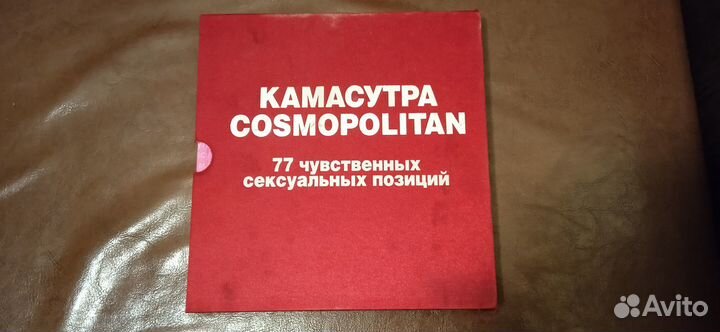 КАМАСУТРА
COSMOPOLITAN
77 чувственных
сексуальных позиций
Avito